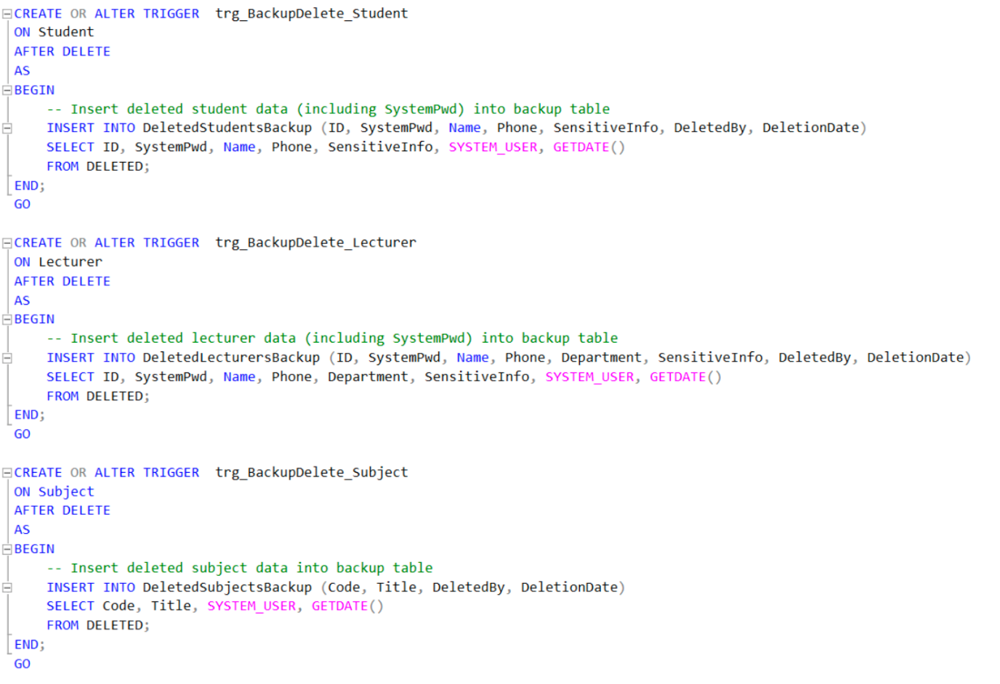 CREATE OR ALTER TRIGGER  trg_BackupDelete_Student
ON Student
AFTER DELETE
AS
BEGIN
    -- Insert deleted student data (including SystemPwd) into backup table
    INSERT INTO DeletedStudentsBackup (ID, SystemPwd, Name, Phone, SensitiveInfo, DeletedBy, DeletionDate)
    SELECT ID, SystemPwd, Name, Phone, SensitiveInfo, SYSTEM_USER, GETDATE()
    FROM DELETED;
END;
GO

CREATE OR ALTER TRIGGER  trg_BackupDelete_Lecturer
ON Lecturer
AFTER DELETE
AS
BEGIN
    -- Insert deleted lecturer data (including SystemPwd) into backup table
    INSERT INTO DeletedLecturersBackup (ID, SystemPwd, Name, Phone, Department, SensitiveInfo, DeletedBy, DeletionDate)
    SELECT ID, SystemPwd, Name, Phone, Department, SensitiveInfo, SYSTEM_USER, GETDATE()
    FROM DELETED;
END;
GO

CREATE OR ALTER TRIGGER  trg_BackupDelete_Subject
ON Subject
AFTER DELETE
AS
BEGIN
    -- Insert deleted subject data into backup table
    INSERT INTO DeletedSubjectsBackup (Code, Title, DeletedBy, DeletionDate)
    SELECT Code, Title, SYSTEM_USER, GETDATE()
    FROM DELETED;
END;
GO